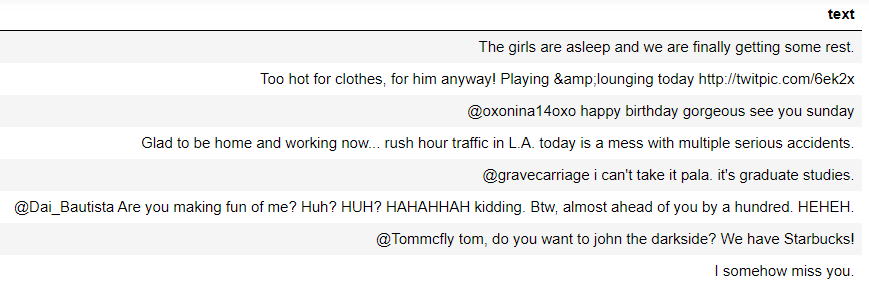 text
The girls are asleep and we are finally getting some rest.
Too hot for clothes, for him anyway! Playing &amp;lounging today http://twitpic.com/6ek2x
@oxonina14oxo happy birthday gorgeous see you sunday
Glad to be home and working now... rush hour traffic in L.A. today is a mess with multiple serious accidents.
@gravecarriage i can't take it pala. it's graduate studies.
@Dai_Bautista Are you making fun of me? Huh? HUH? HAHAHHAH kidding. Btw, almost ahead of you by a hundred. HEHEH.
@Tommcfly tom, do you want to john the darkside? We have Starbucks!
I somehow miss you.